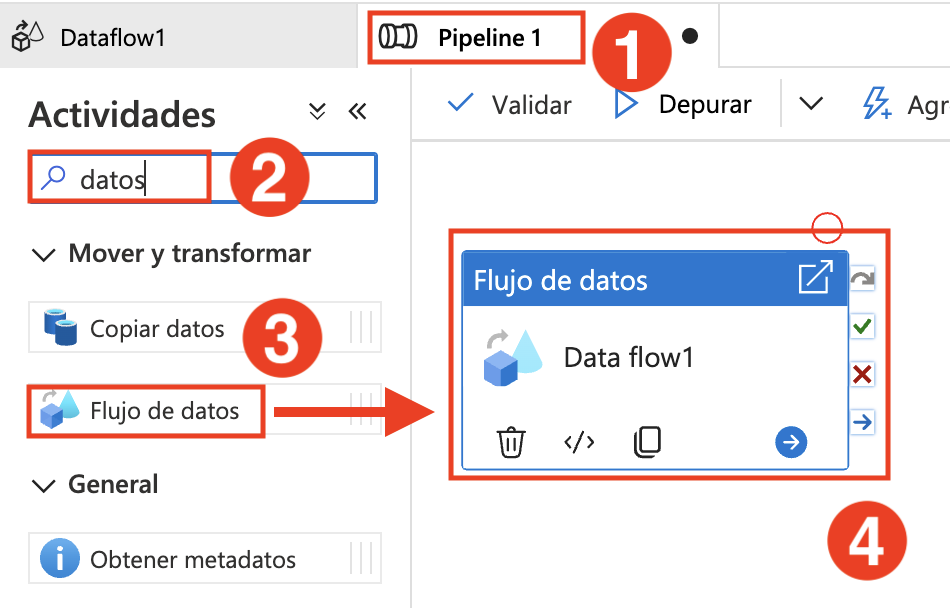 Dataflow1
Pipeline 1
1
Actividades
Validar
Depurar
Agr
datos
2
Mover y transformar
Copiar datos
3
Flujo de datos
General
Obtener metadatos
Flujo de datos
Data flow1
4